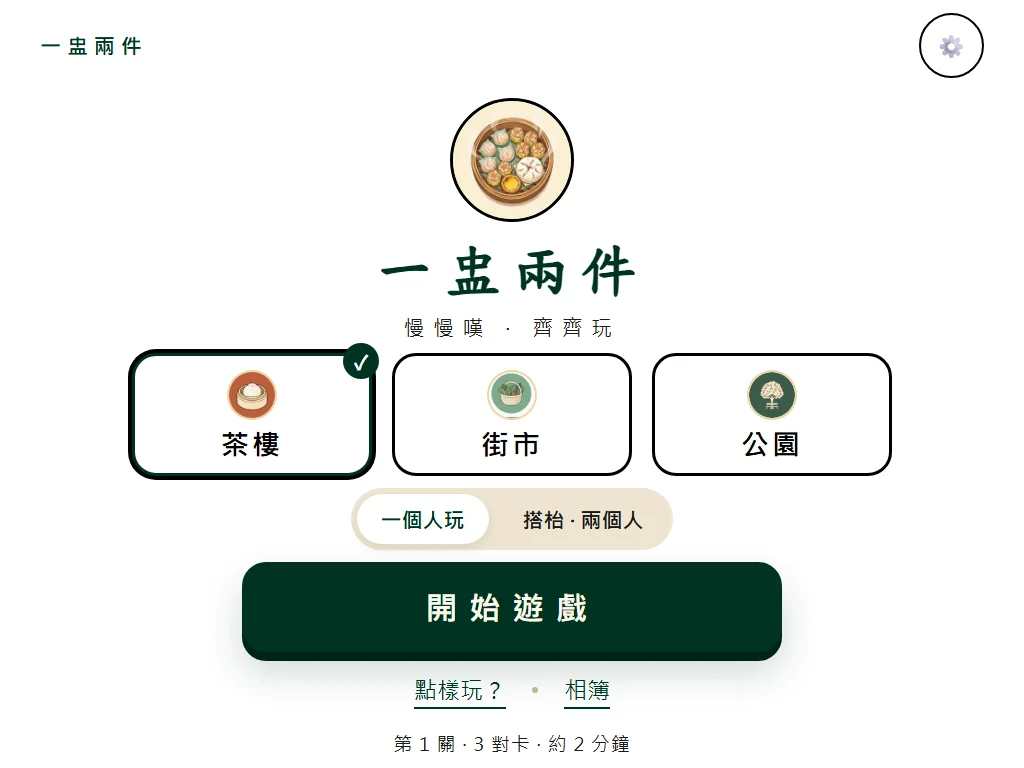 一盅兩件
一盅兩件
慢慢嘆 · 齊齊玩
茶樓
街市
公園
一個人玩
搭枱 · 兩個人
開始遊戲
點樣玩？ • 相簿
第 1 關 · 3 對卡 · 約 2 分鐘